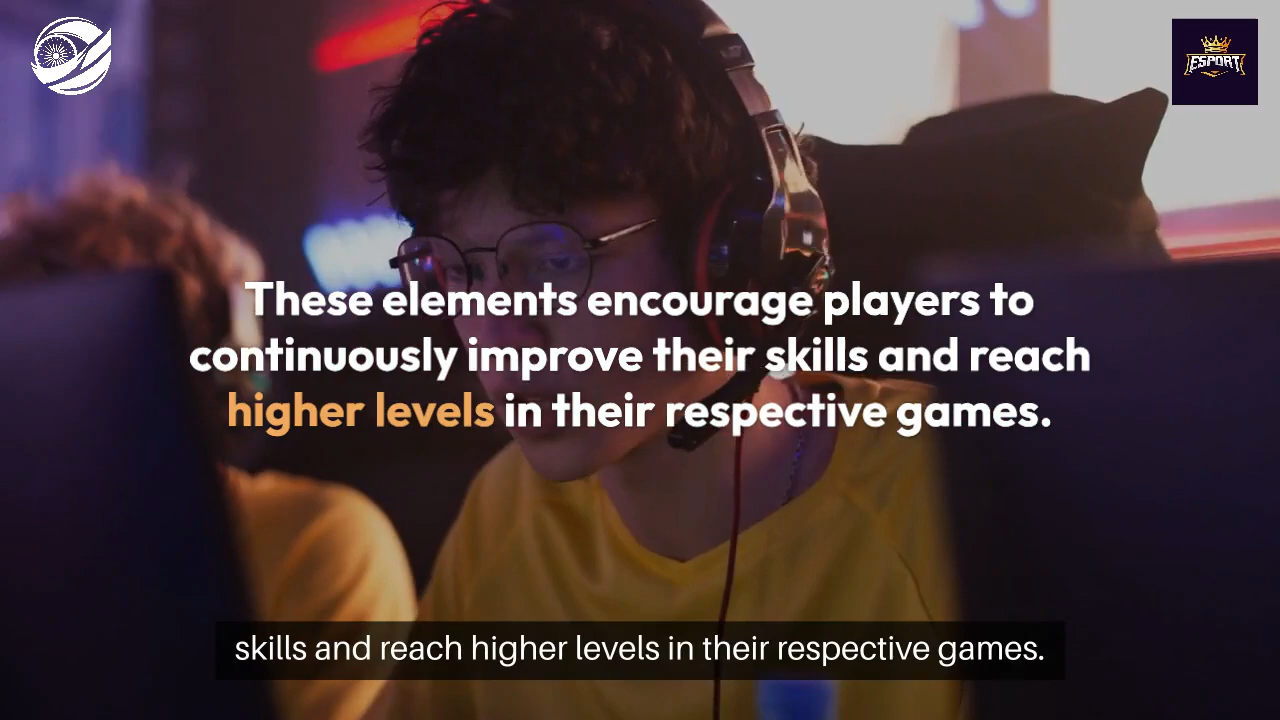 ESPORT
These elements encourage players to
continuously improve their skills and reach
higher levels in their respective games.
skills and reach higher levels in their respective games.